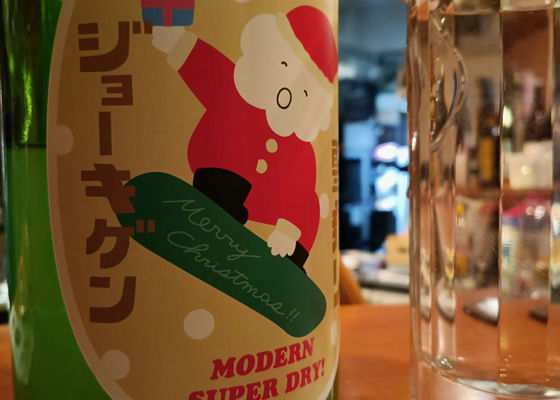 ジョーキゲン
Merry
Christmas!!
MODERN
SUPER DRY!